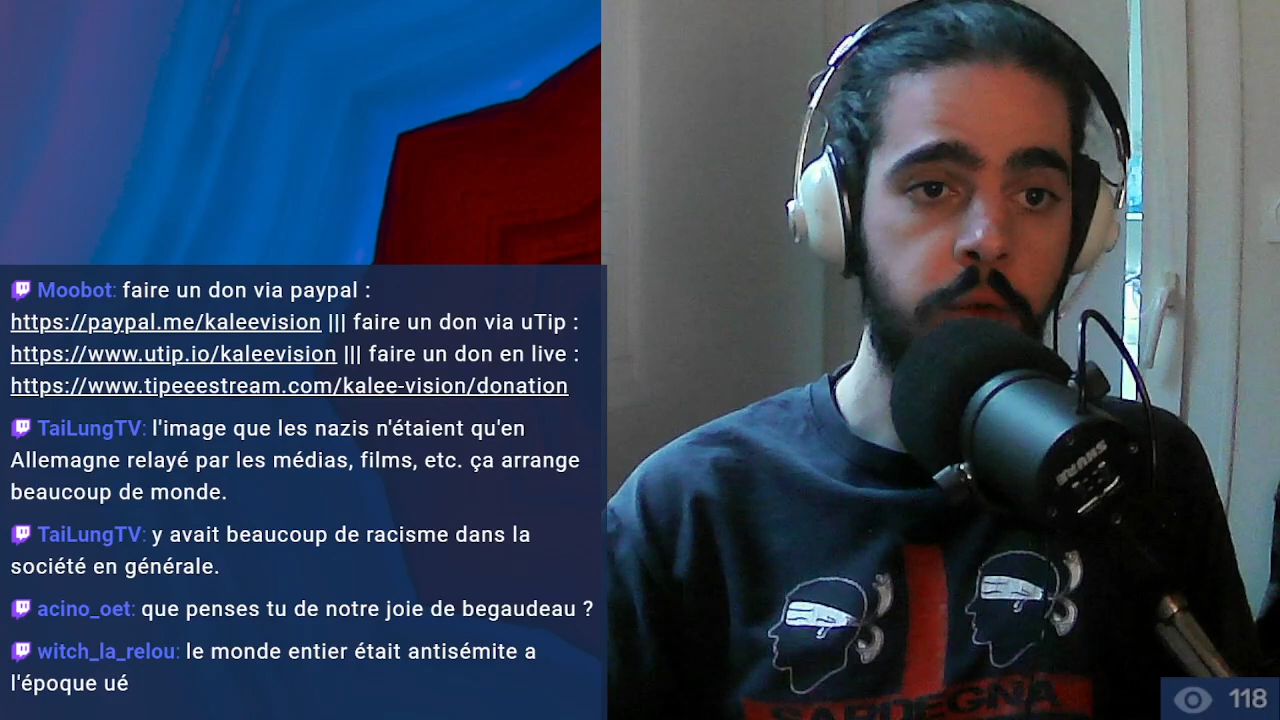 Moobot: faire un don via paypal :
https://paypal.me/kaleevision ||| faire un don via uTip :
https://www.utip.io/kaleevision ||| faire un don en live :
https://www.tipeeestream.com/kalee-vision/donation
TaiLungTV: l'image que les nazis n'étaient qu'en
Allemagne relayé par les médias, films, etc. ça arrange
beaucoup de monde.
TaiLungTV: y avait beaucoup de racisme dans la
société en générale.
acino_oet: que penses tu de notre joie de begaudeau ?
witch_la_relou: le monde entier était antisémite a
l'époque ué
SHURE
SARDEGNA
118